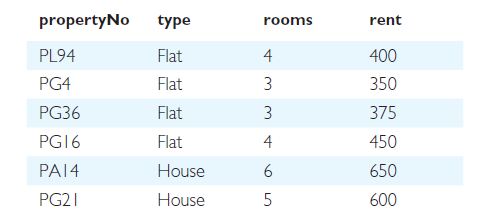 propertyNo type rooms rent
PL94 Flat 4 400
PG4 Flat 3 350
PG36 Flat 3 375
PG16 Flat 4 450
PA14 House 6 650
PG21 House 5 600